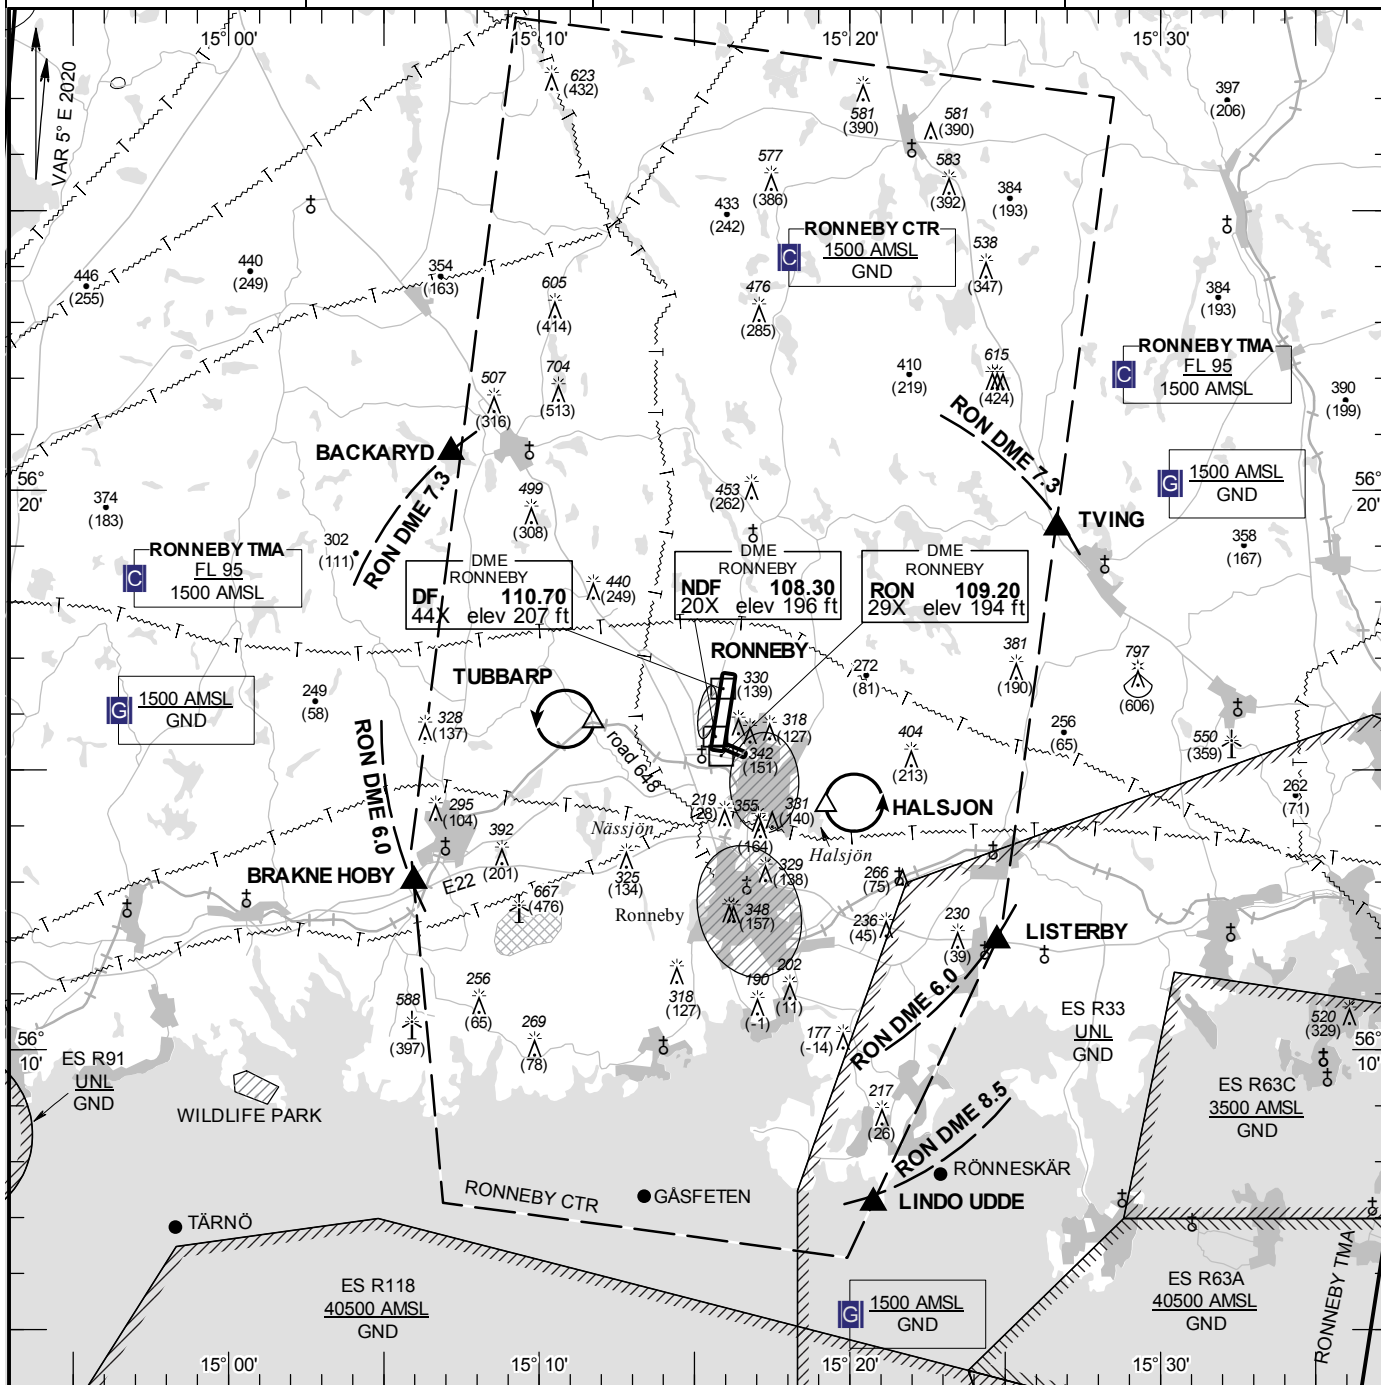 15° 00'
15° 10'
15° 20'
15° 30'
VAR 5° E 2020
623
(432)
581
(390)
581
(390)
397
(206)
577
(386)
583
(392)
384
(193)
433
(242)
RONNEBY CTR
C
1500 AMSL
GND
538
(347)
446
(255)
440
(249)
354
(163)
605
(414)
476
(285)
384
(193)
RONNEBY TMA
C
FL 95
1500 AMSL
507
(316)
704
(513)
410
(219)
615
(424)
390
(199)
BACKARYD
RON DME 7.3
RON DME 7.3
56°
20'
374
(183)
499
(308)
453
(262)
G
1500 AMSL
GND
56°
20'
TVING
302
(111)
358
(167)
RONNEBY TMA
C
FL 95
1500 AMSL
DME
RONNEBY
DF 110.70
44X elev 207 ft
440
(249)
DME
RONNEBY
NDF 108.30
20X elev 196 ft
DME
RONNEBY
RON 109.20
29X elev 194 ft
RONNEBY
TUBBARP
330
(139)
272
(81)
381
(190)
797
(606)
G
1500 AMSL
GND
249
(58)
328
(137)
road 648
318
(127)
342
(151)
404
(213)
256
(65)
550
(359)
RON DME 6.0
295
(104)
219
(28)
355
(164)
331
(140)
HALSJON
262
(71)
Nässjön
Halsjön
392
(201)
325
(134)
329
(138)
266
(75)
BRAKNE HOBY
E22
667
(476)
Ronneby
348
(157)
236
(45)
230
(39)
LISTERBY
RON DME 6.0
588
(397)
256
(65)
269
(78)
318
(127)
190
(-1)
202
(11)
177
(-14)
ES R33
UNL
GND
520
(329)
56°
10'
56°
10'
ES R91
UNL
GND
WILDLIFE PARK
217
(26)
RON DME 8.5
ES R63C
3500 AMSL
GND
RÖNNESKÄR
GÅSFETEN
LINDO UDDE
RONNEBY CTR
TÄRNÖ
ES R118
40500 AMSL
GND
G
1500 AMSL
GND
ES R63A
40500 AMSL
GND
RONNEBY TMA
15° 00'
15° 10'
15° 20'
15° 30'